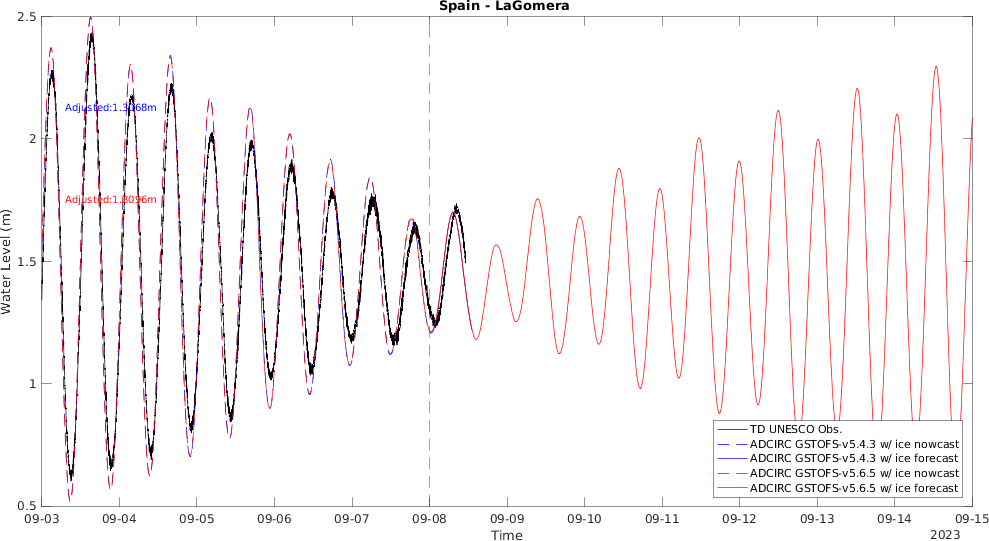 Spain - LaGomera
2.5
2
1.5
1
0.5
Water Level (m)
Adjusted:1.3068m
Adjusted:1.3096m
TD UNESCO Obs.
ADCIRC GSTOFS-v5.4.3 w/ ice nowcast
ADCIRC GSTOFS-v5.4.3 w/ ice forecast
ADCIRC GSTOFS-v5.6.5 w/ ice nowcast
ADCIRC GSTOFS-v5.6.5 w/ ice forecast
09-03 09-04 09-05 09-06 09-07 09-08 09-09 09-10 09-11 09-12 09-13 09-14 09-15
Time
2023